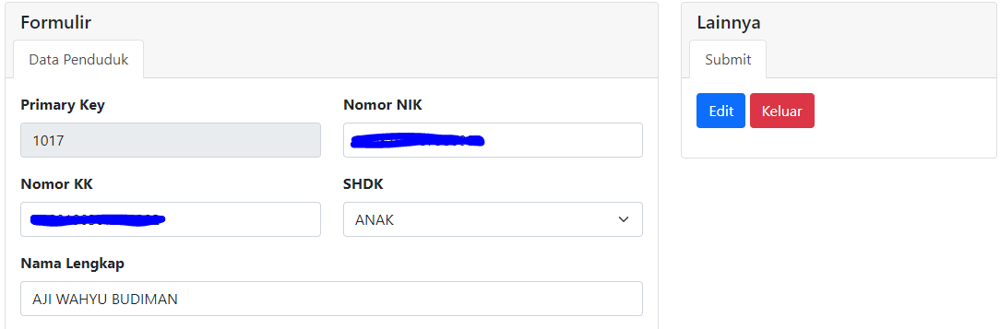 Formulir
Data Penduduk
Primary Key
1017
Nomor NIK
Nomor KK
SHDK
ANAK
Nama Lengkap
AJI WAHYU BUDIMAN
Lainnya
Submit
Edit Keluar